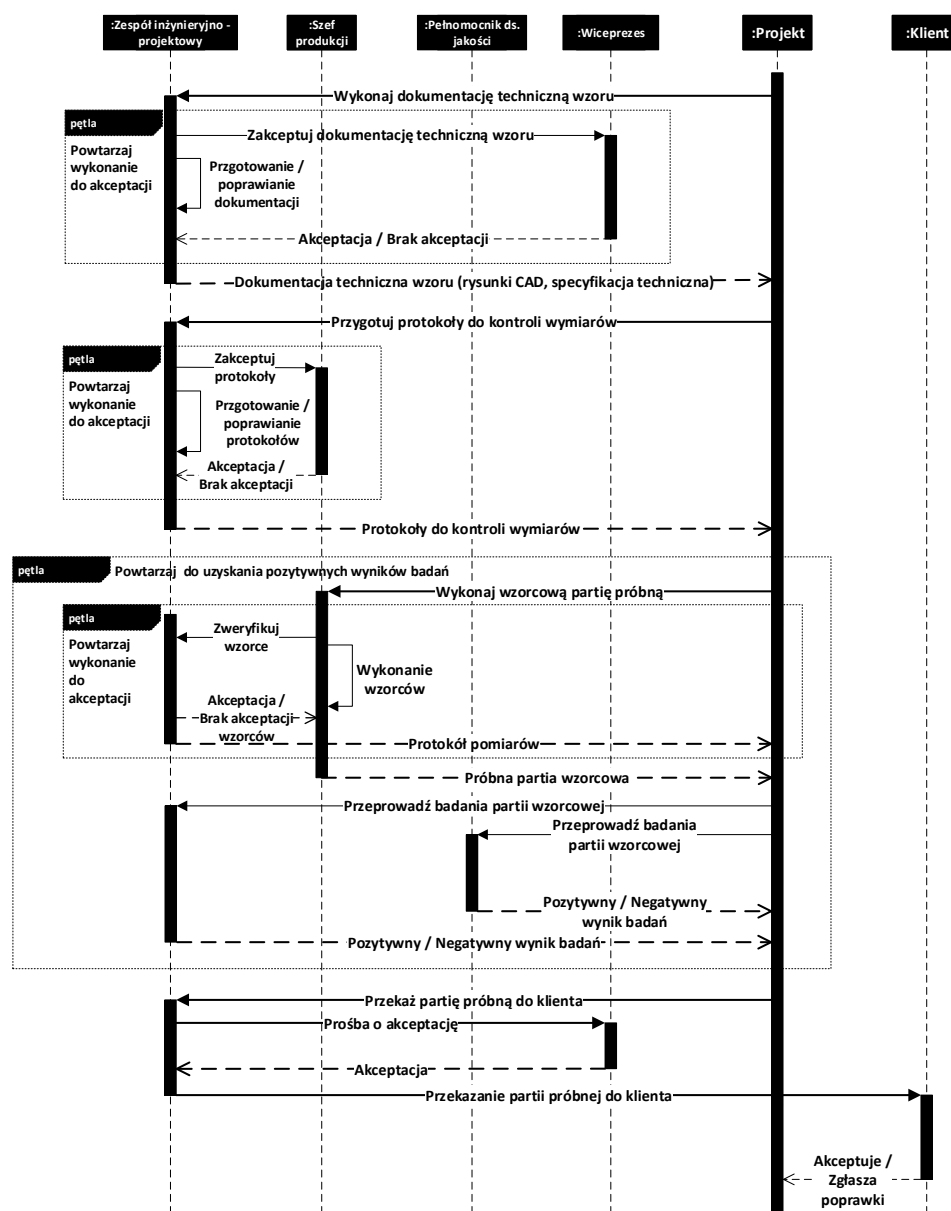 :Zespół inżynieryjno -
projektowy
:Szef
produkcji
:Pełnomocnik ds.
jakości
:Wiceprezes
:Projekt
:Klient
Wykonaj dokumentację techniczną wzoru
pętla
Powtarzaj
wykonanie
do akceptacji
Zakceptuj dokumentację techniczną wzoru
Przgotowanie /
poprawianie
dokumentacji
Akceptacja / Brak akceptacji
Dokumentacja techniczna wzoru (rysunki CAD, specyfikacja techniczna)
Przygotuj protokoły do kontroli wymiarów
pętla
Powtarzaj
wykonanie
do akceptacji
Zakceptuj
protokoły
Przgotowanie /
poprawianie
protokołów
Akceptacja /
Brak akceptacji
Protokoły do kontroli wymiarów
pętla
Powtarzaj do uzyskania pozytywnych wyników badań
Wykonaj wzorcową partię próbną
pętla
Powtarzaj
wykonanie
do
akceptacji
Zweryfikuj
wzorce
Wykonanie
wzorców
Akceptacja /
Brak akceptacji
wzorców
Protokół pomiarów
Próbna partia wzorcowa
Przeprowadź badania partii wzorcowej
Przeprowadź badania
partii wzorcowej
Pozytywny / Negatywny
wynik badań
Pozytywny / Negatywny wynik badań
Przekaż partię próbną do klienta
Prośba o akceptację
Akceptacja
Przekazanie partii próbnej do klienta
Akceptuje /
Zgłasza
poprawki